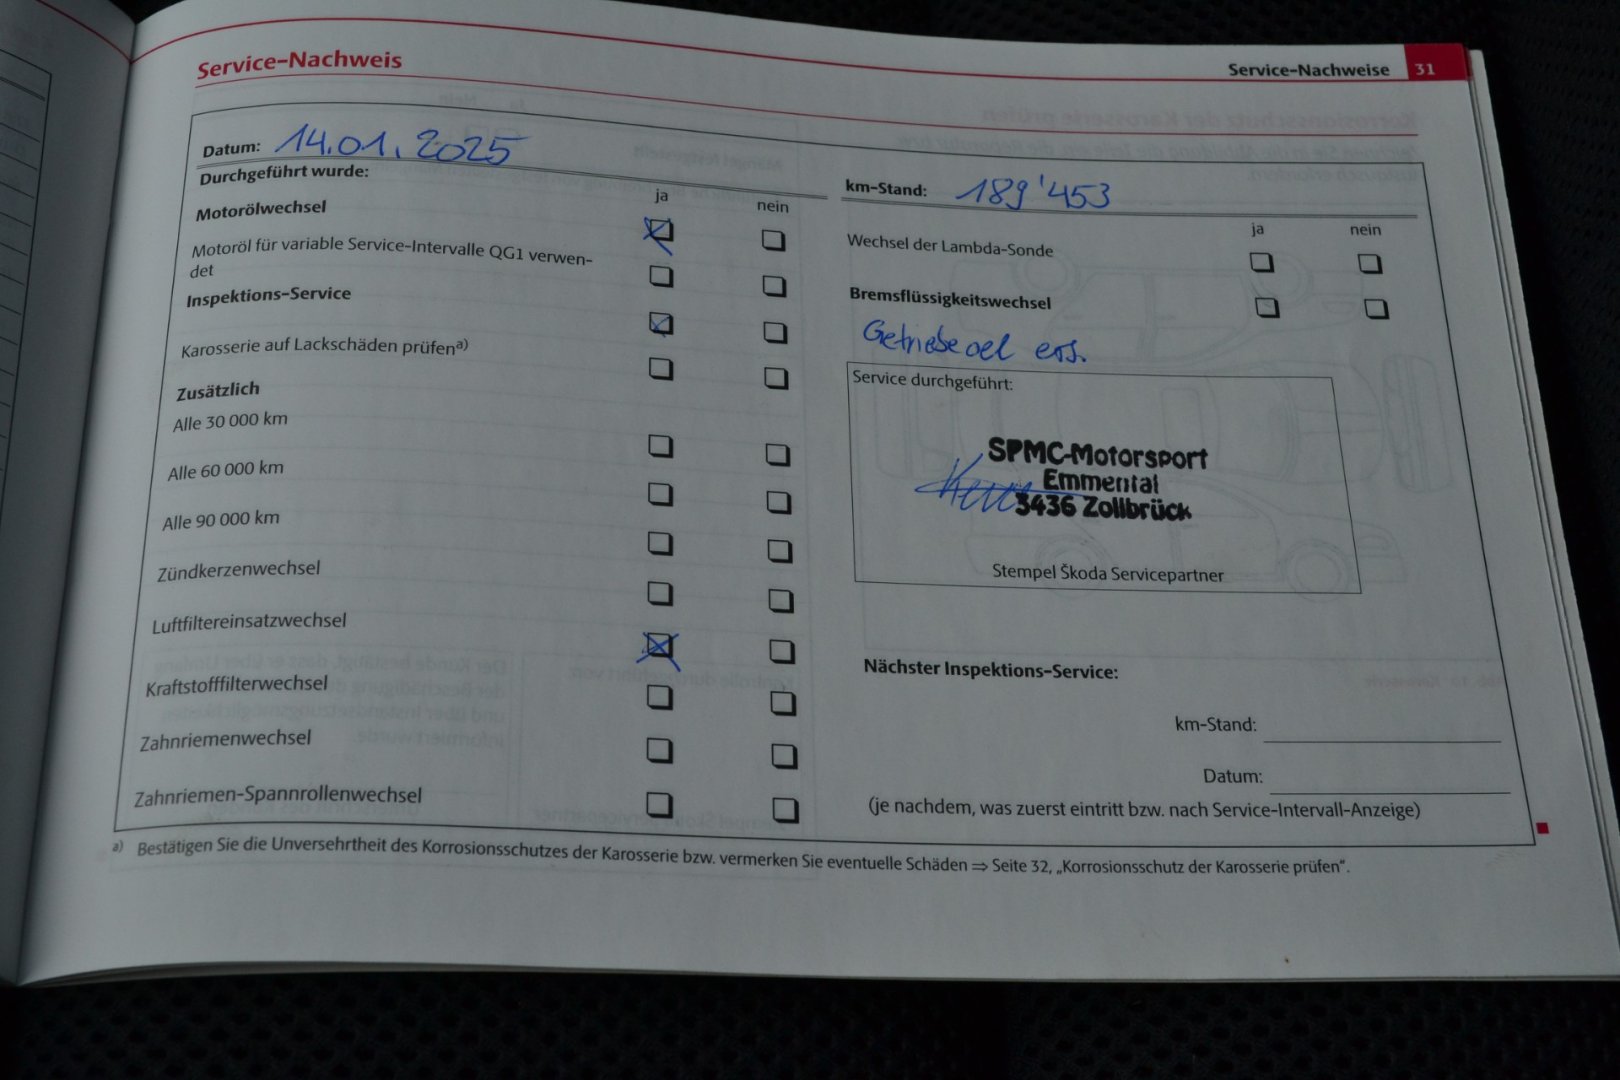 Service-Nachweis
Service-Nachweise 31
Datum: 14.01.2025
Durchgeführt wurde:
ja nein
Motorölwechsel
Motoröl für variable Service-Intervalle QG1 verwen-
det
Inspektions-Service
Karosserie auf Lackschäden prüfen a)
Zusätzlich
Alle 30 000 km
Alle 60 000 km
Alle 90 000 km
Zündkerzenwechsel
Luftfiltereinsatzwechsel
Kraftstofffilterwechsel
Zahnriemenwechsel
Zahnriemen-Spannrollenwechsel
km-Stand: 189'453
ja nein
Wechsel der Lambda-Sonde
Bremsflüssigkeitswechsel
Getriebeoel ers.
Service durchgeführt:
SPMC-Motorsport
Emmental
3436 Zollbrück
Stempel Škoda Servicepartner
Nächster Inspektions-Service:
km-Stand:
Datum:
(je nachdem, was zuerst eintritt bzw. nach Service-Intervall-Anzeige)
a) Bestätigen Sie die Unversehrtheit des Korrosionsschutzes der Karosserie bzw. vermerken Sie eventuelle Schäden ⇒ Seite 32, „Korrosionsschutz der Karosserie prüfen“.